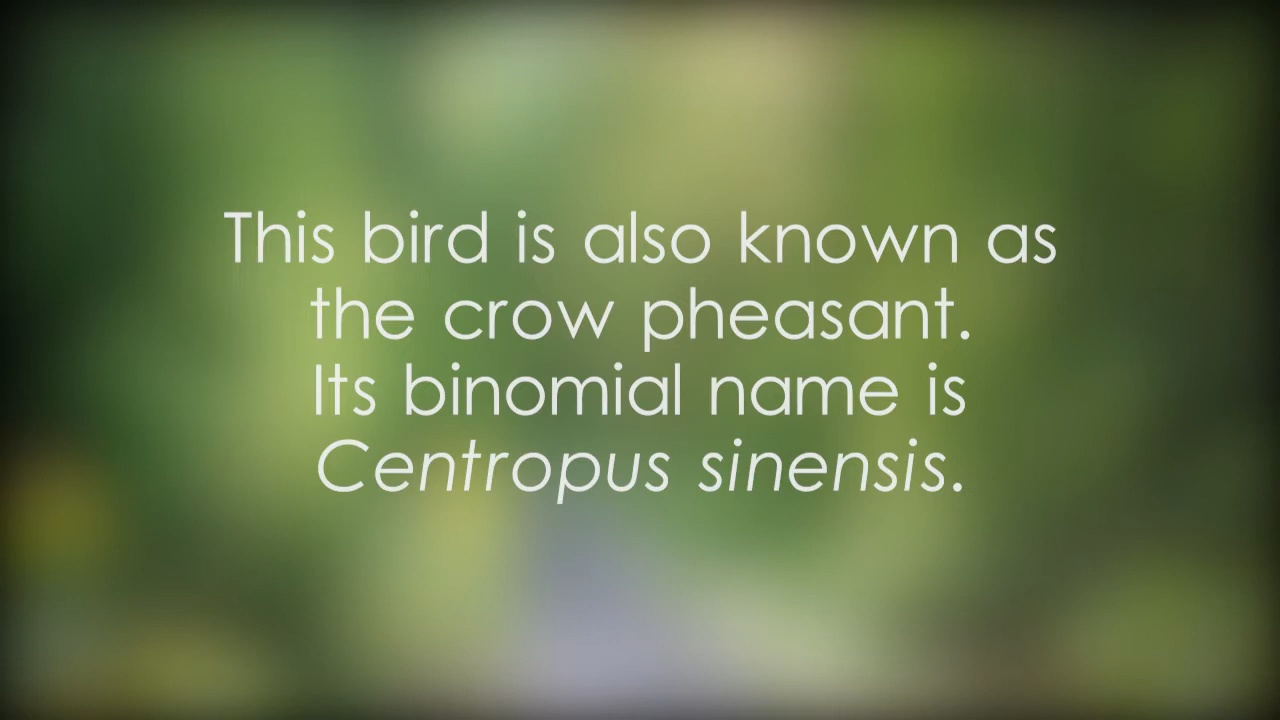 This bird is also known as
the crow pheasant.
Its binomial name is
Centropus sinensis.